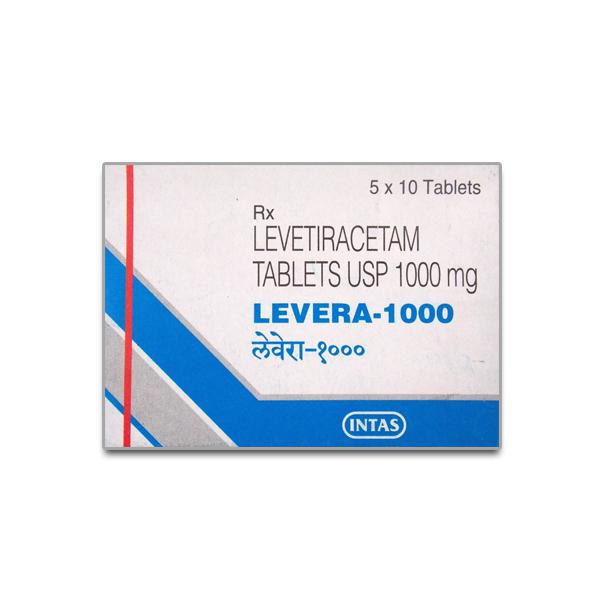 5 x 10 Tablets
Rx
LEVETIRACETAM
TABLETS USP 1000 mg
LEVERA-1000
लेवेरा-१०००
INTAS